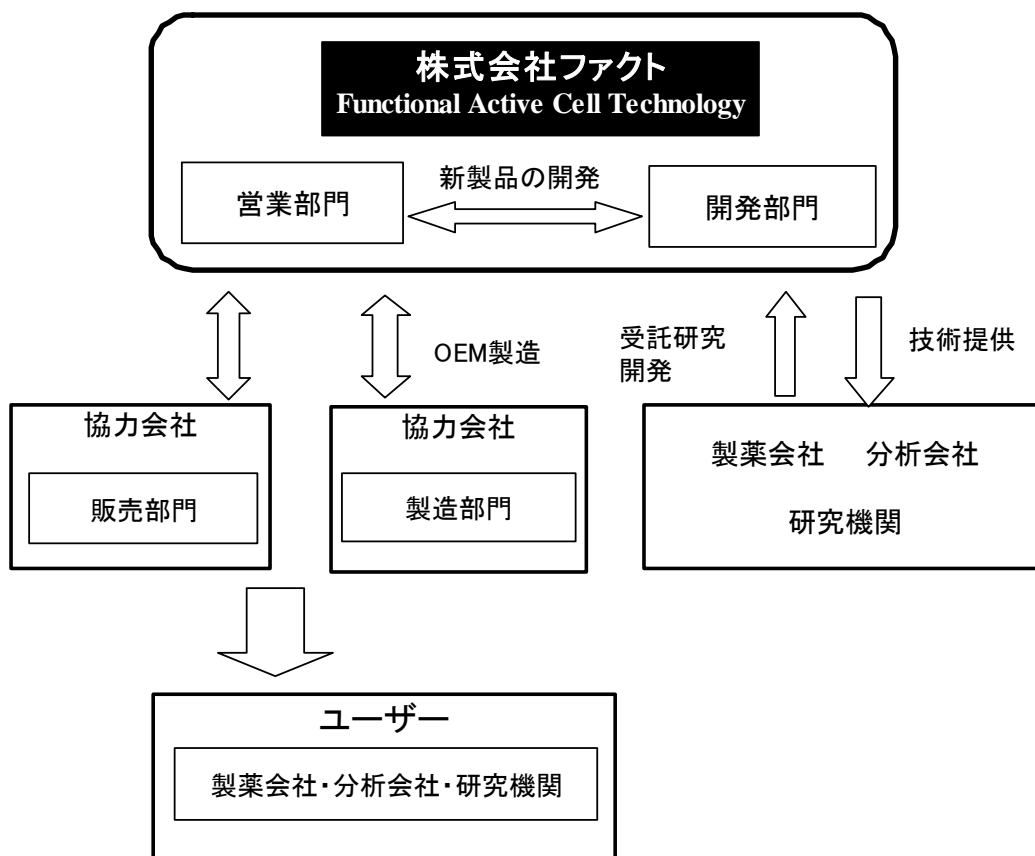 株式会社ファクト
Functional Active Cell Technology
営業部門
新製品の開発
開発部門
OEM製造
受託研究
開発
技術提供
協力会社
販売部門
協力会社
製造部門
製薬会社 分析会社
研究機関
ユーザー
製薬会社・分析会社・研究機関